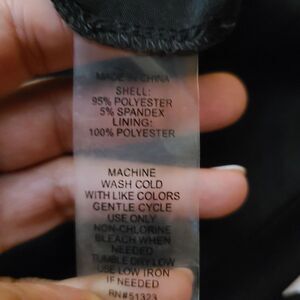 MADE IN CHINA
SHELL:
95% POLYESTER
5% SPANDEX
LINING:
100% POLYESTER
MACHINE
WASH COLD
WITH LIKE COLORS
GENTLE CYCLE
USE ONLY
NON-CHLORINE
BLEACH WHEN
NEEDED
TUMBLE DRY LOW
USE LOW IRON
IF NEEDED
RN#51323